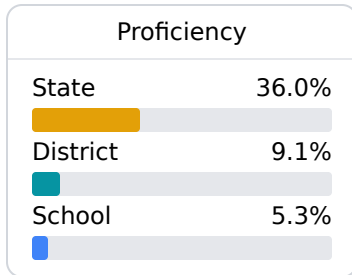 Proficiency
State 36.0%
District 9.1%
School 5.3%